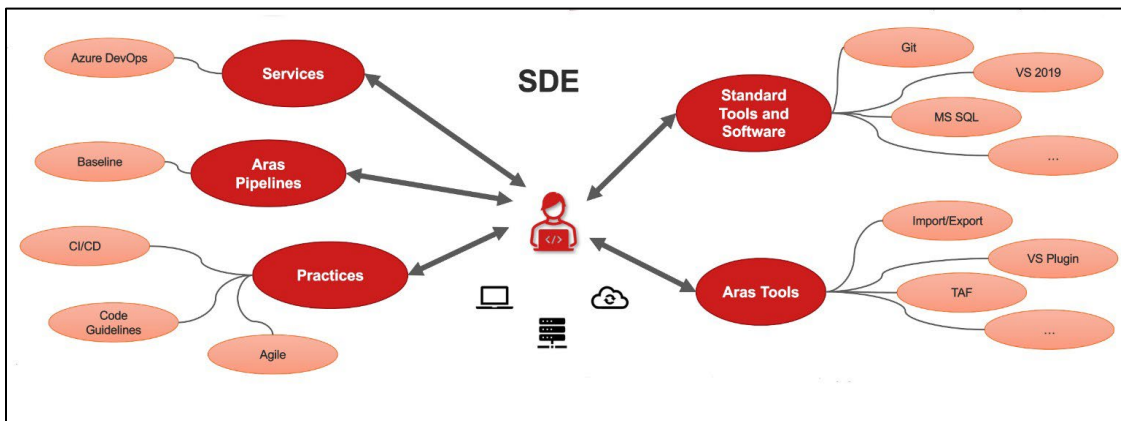 SDE
Azure DevOps
Services
Baseline
Aras
Pipelines
CI/CD
Practices
Code
Guidelines
Agile
</>
Git
Standard
Tools and
Software
VS 2019
MS SQL
...
Import/Export
Aras Tools
VS Plugin
TAF
...